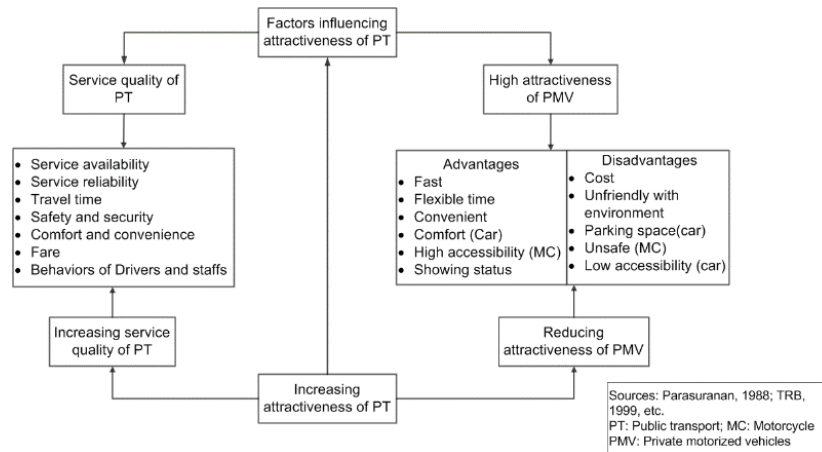 Factors influencing
attractiveness of PT
Service quality of
PT
High attractiveness
of PMV
• Service availability
• Service reliability
• Travel time
• Safety and security
• Comfort and convenience
• Fare
• Behaviors of Drivers and staffs
Advantages
• Fast
• Flexible time
• Convenient
• Comfort (Car)
• High accessibility (MC)
• Showing status
Disadvantages
• Cost
• Unfriendly with
environment
• Parking space(car)
• Unsafe (MC)
• Low accessibility (car)
Increasing service
quality of PT
Reducing
attractiveness of PMV
Increasing
attractiveness of PT
Sources: Parasuranan, 1988; TRB,
1999, etc.
PT: Public transport; MC: Motorcycle
PMV: Private motorized vehicles